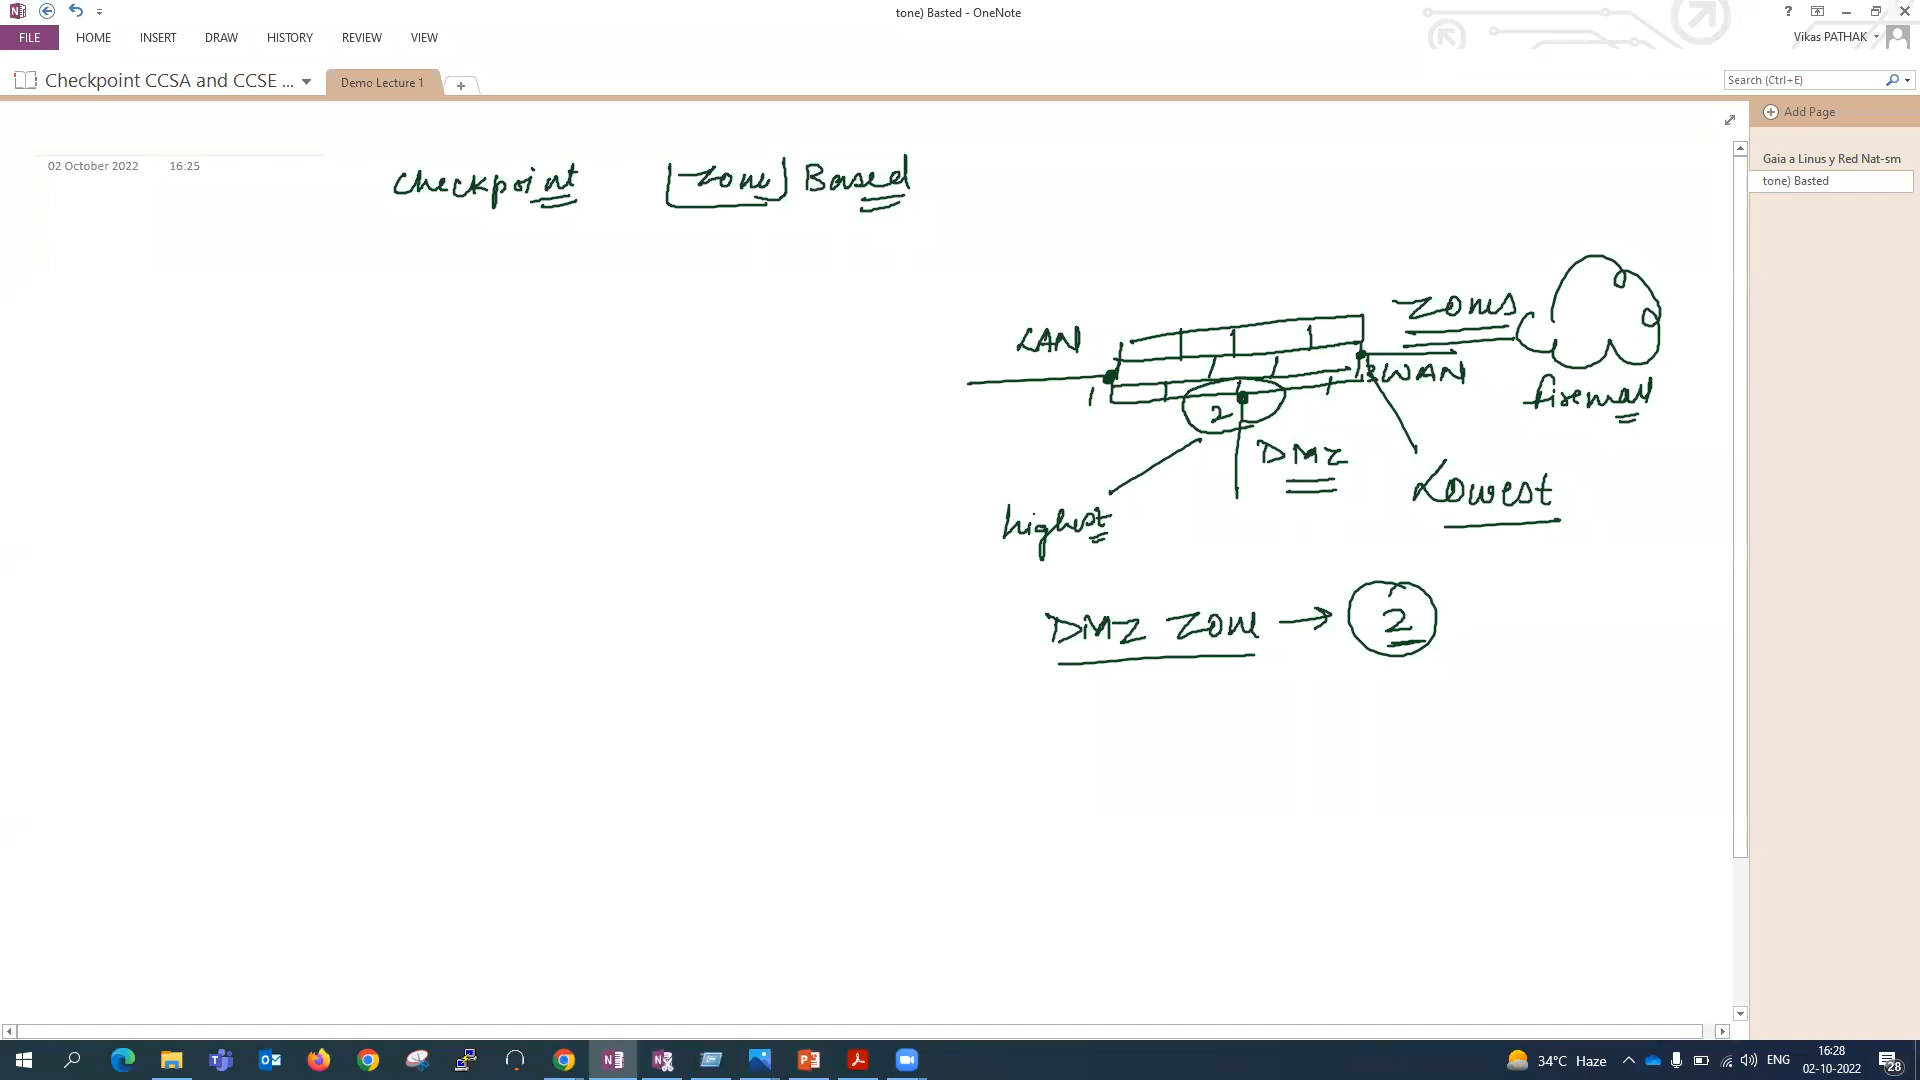 tone) Basted - OneNote
Vikas PATHAK
FILE HOME INSERT DRAW HISTORY REVIEW VIEW
Checkpoint CCSA and CCSE ...
Demo Lecture 1
Search (Ctrl+E)
Add Page
Gaia a Linus y Red Nat-sm
tone) Basted
02 October 2022 16:25
Checkpoint Zone Based
LAN
Zones
1
2
3 WAN
firewall
DMZ
Lowest
highest
DMZ Zone → 2
34°C Haze
ENG
16:28
02-10-2022
28